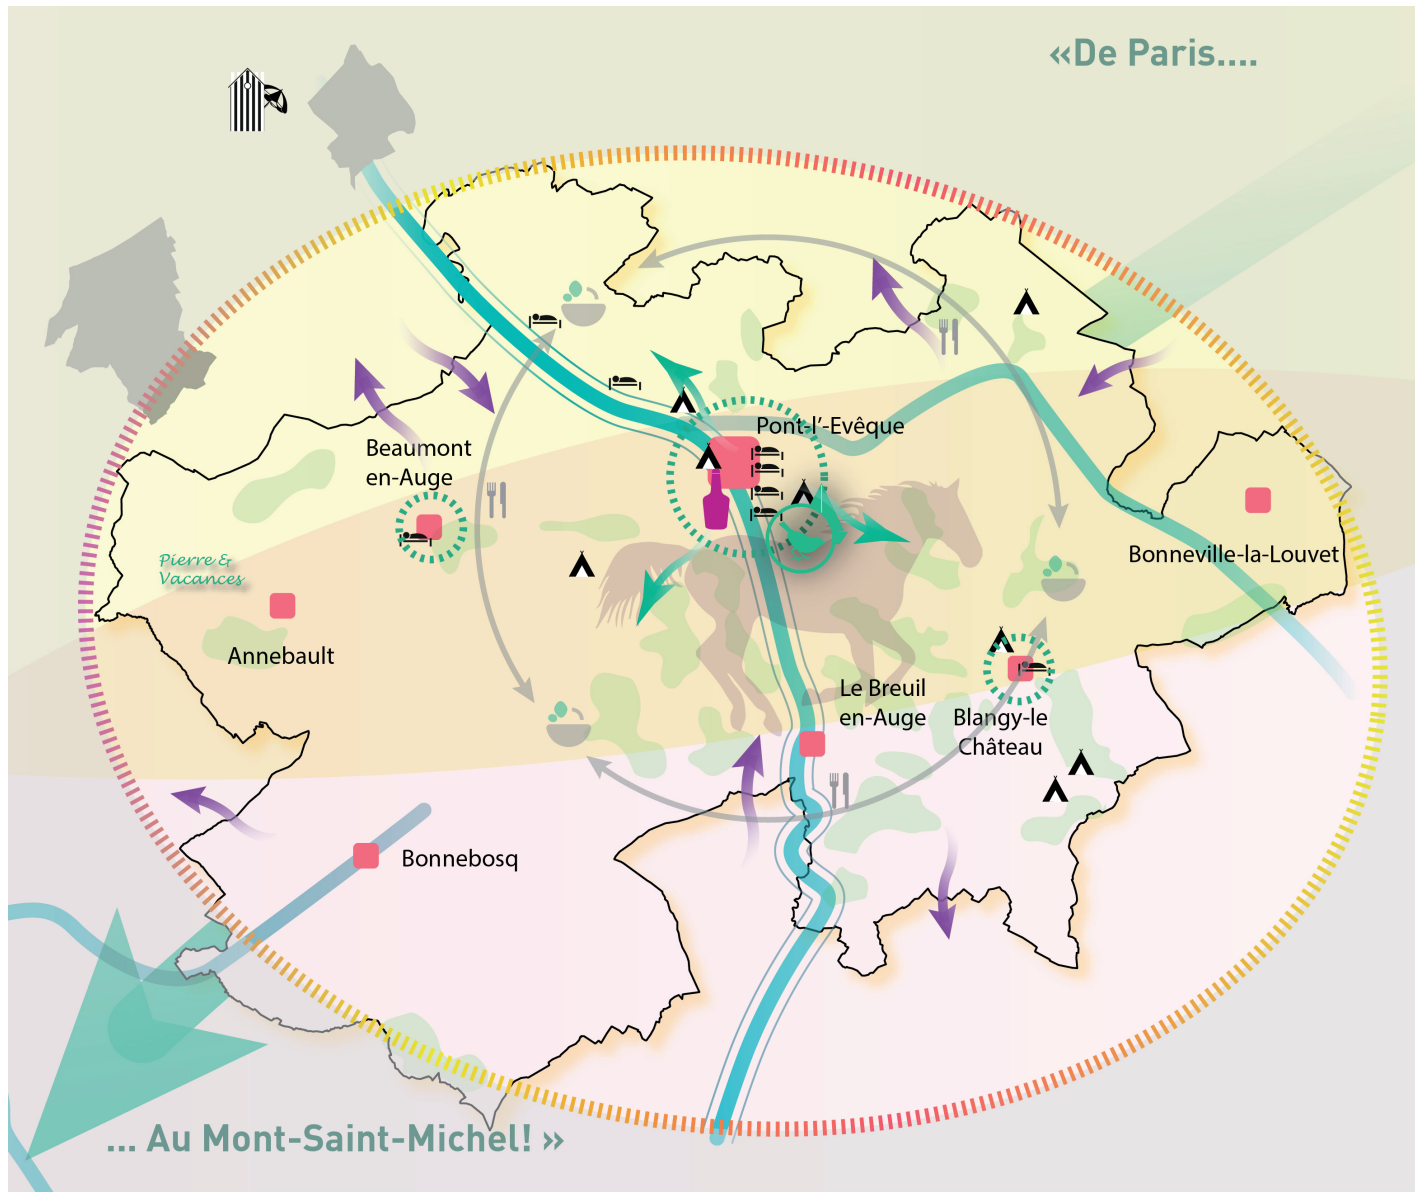 «De Paris....
Pont-l'-Evêque
Beaumont
en-Auge
Pierre &
Vacances
Bonneville-la-Louvet
Annebault
Le Breuil
en-Auge
Blangy-le
Château
Bonnebosq
... Au Mont-Saint-Michel! »